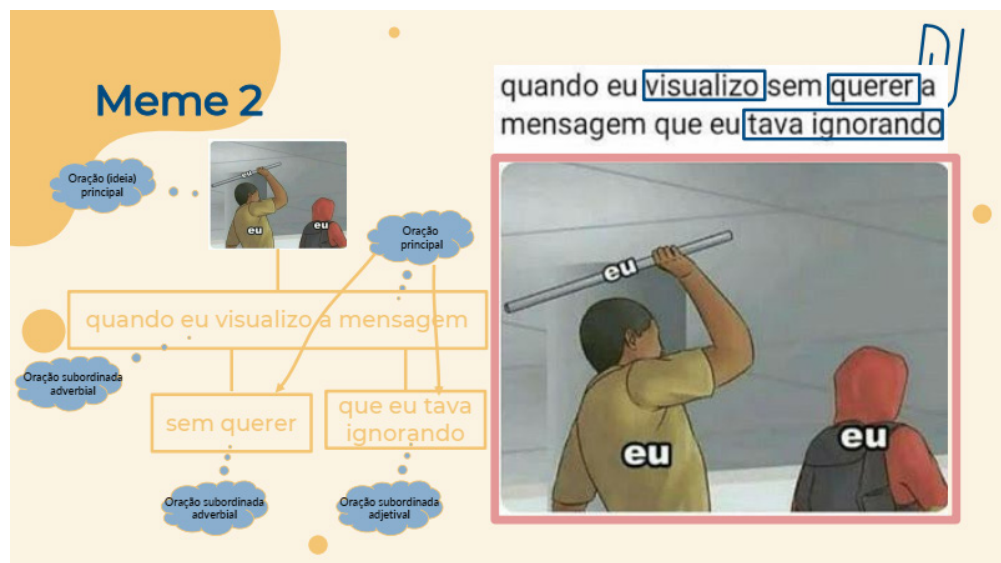 Meme 2
quando eu visualizo sem querer a
mensagem que eu tava ignorando
Oração (ideia)
principal
eu
eu
eu
Oração
principal
quando eu visualizo a mensagem
Oração subordinada
adverbial
sem querer
que eu tava
ignorando
Oração subordinada
adverbial
Oração subordinada
adjetival
eu
eu
eu